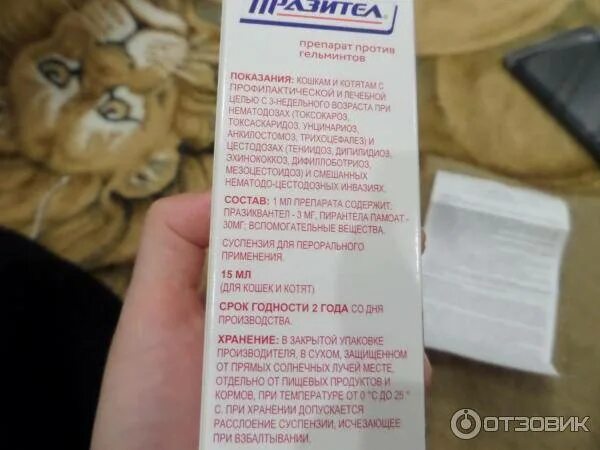 ПРАЗИТЕЛ
препарат против
гельминтов
ПОКАЗАНИЯ: КОШКАМ И КОТЯТАМ С
ПРОФИЛАКТИЧЕСКОЙ И ЛЕЧЕБНОЙ
ЦЕЛЬЮ С 3-НЕДЕЛЬНОГО ВОЗРАСТА ПРИ
НЕМАТОДОЗАХ (ТОКСОКАРОЗ,
ТОКСАСКАРИДОЗ, УНЦИНАРИОЗ,
АНКИЛОСТОМОЗ, ТРИХОЦЕФАЛЕЗ) И
ЦЕСТОДОЗАХ (ТЕНИИДОЗ, ДИПИЛИДИОЗ,
ЭХИНОКОККОЗ, ДИФИЛЛОБОТРИОЗ,
МЕЗОЦЕСТОИДОЗ) И СМЕШАННЫХ
НЕМАТОДО-ЦЕСТОДОЗНЫХ ИНВАЗИЯХ.
СОСТАВ: 1 МЛ ПРЕПАРАТА СОДЕРЖИТ:
ПРАЗИКВАНТЕЛ - 3 МГ, ПИРАНТЕЛА ПАМОАТ -
30МГ; ВСПОМОГАТЕЛЬНЫЕ ВЕЩЕСТВА.
СУСПЕНЗИЯ ДЛЯ ПЕРОРАЛЬНОГО
ПРИМЕНЕНИЯ.
15 МЛ
(ДЛЯ КОШЕК И КОТЯТ)
СРОК ГОДНОСТИ 2 ГОДА СО ДНЯ
ПРОИЗВОДСТВА.
ХРАНЕНИЕ: В ЗАКРЫТОЙ УПАКОВКЕ
ПРОИЗВОДИТЕЛЯ, В СУХОМ, ЗАЩИЩЕННОМ
ОТ ПРЯМЫХ СОЛНЕЧНЫХ ЛУЧЕЙ МЕСТЕ,
ОТДЕЛЬНО ОТ ПИЩЕВЫХ ПРОДУКТОВ И
КОРМОВ, ПРИ ТЕМПЕРАТУРЕ ОТ 0 °C ДО 25 °
С. ПРИ ХРАНЕНИИ ДОПУСКАЕТСЯ
РАССЛОЕНИЕ СУСПЕНЗИИ, ИСЧЕЗАЮЩЕЕ
ПРИ ВЗБАЛТЫВАНИИ.
ОТЗОВИК